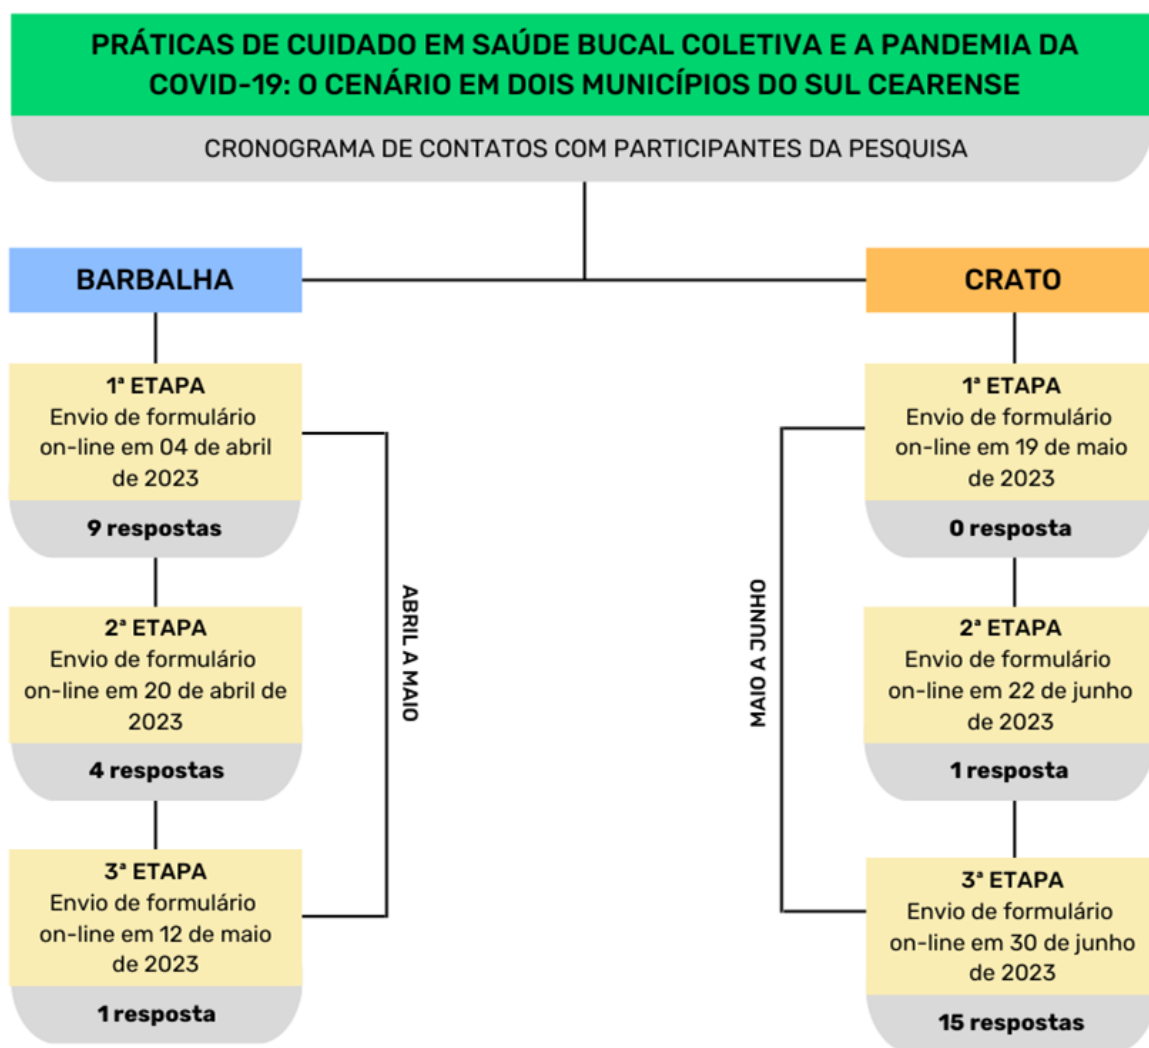 PRÁTICAS DE CUIDADO EM SAÚDE BUCAL COLETIVA E A PANDEMIA DA
COVID-19: O CENÁRIO EM DOIS MUNICÍPIOS DO SUL CEARENSE
CRONOGRAMA DE CONTATOS COM PARTICIPANTES DA PESQUISA
BARBALHA
1ª ETAPA
Envio de formulário
on-line em 04 de abril
de 2023
9 respostas
2ª ETAPA
Envio de formulário
on-line em 20 de abril de
2023
4 respostas
3ª ETAPA
Envio de formulário
on-line em 12 de maio
de 2023
1 resposta
ABRIL A MAIO
CRATO
1ª ETAPA
Envio de formulário
on-line em 19 de maio
de 2023
0 resposta
2ª ETAPA
Envio de formulário
on-line em 22 de junho
de 2023
1 resposta
3ª ETAPA
Envio de formulário
on-line em 30 de junho
de 2023
15 respostas
MAIO A JUNHO